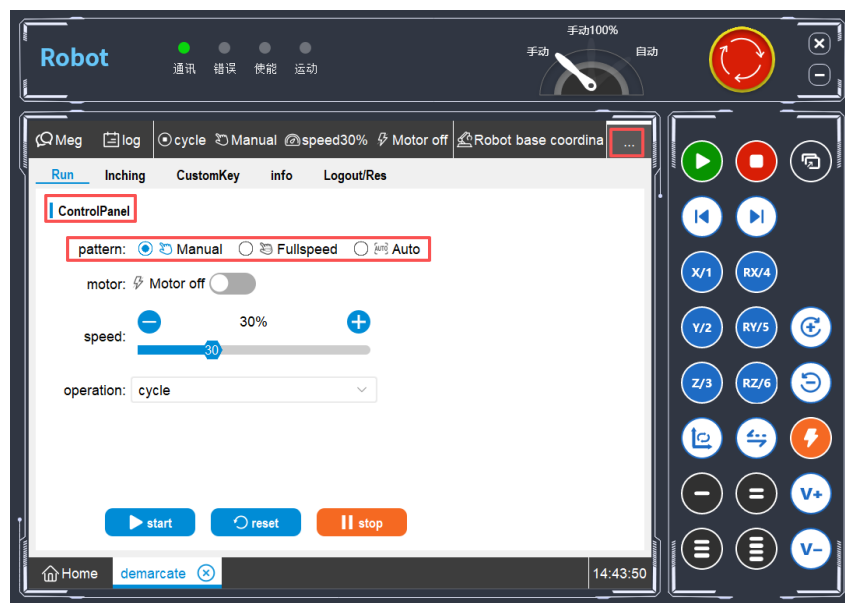 手动100%
Robot
手动
自动
通讯 错误 使能 运动
Meg log cycle Manual speed30% Motor off Robot base coordina ...
Run Inching CustomKey info Logout/Res
ControlPanel
pattern: Manual Fullspeed AUTO Auto
motor: Motor off
30%
speed:
30
operation: cycle
start reset stop
Home demarcate 14:43:50
X/1 RX/4
Y/2 RY/5
Z/3 RZ/6
V+
V−